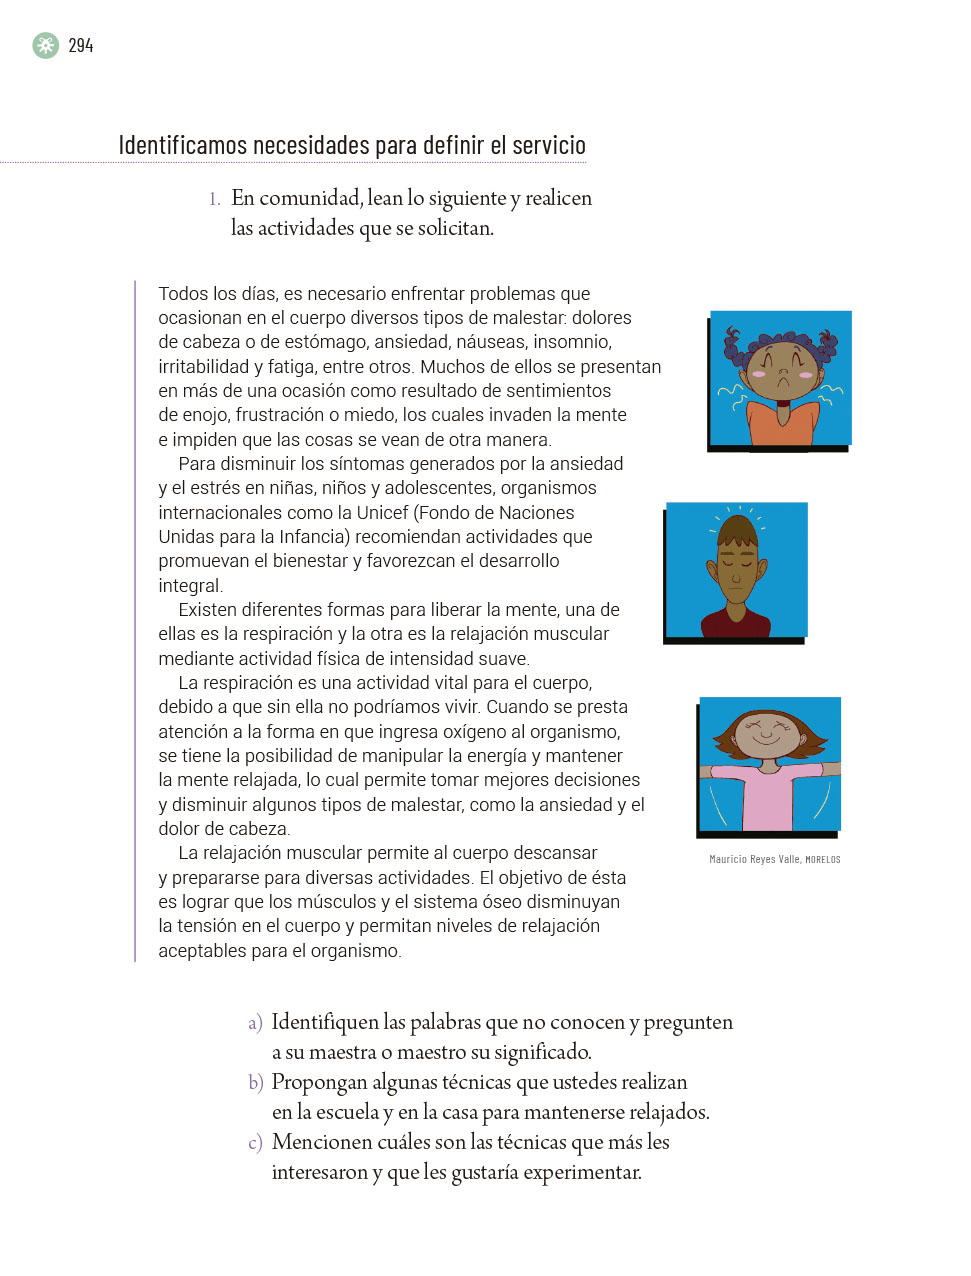 294
Identificamos necesidades para definir el servicio
1. En comunidad, lean lo siguiente y realicen
las actividades que se solicitan.
Todos los días, es necesario enfrentar problemas que
ocasionan en el cuerpo diversos tipos de malestar: dolores
de cabeza o de estómago, ansiedad, náuseas, insomnio,
irritabilidad y fatiga, entre otros. Muchos de ellos se presentan
en más de una ocasión como resultado de sentimientos
de enojo, frustración o miedo, los cuales invaden la mente
e impiden que las cosas se vean de otra manera.
Para disminuir los síntomas generados por la ansiedad
y el estrés en niñas, niños y adolescentes, organismos
internacionales como la Unicef (Fondo de Naciones
Unidas para la Infancia) recomiendan actividades que
promuevan el bienestar y favorezcan el desarrollo
integral.
Existen diferentes formas para liberar la mente, una de
ellas es la respiración y la otra es la relajación muscular
mediante actividad física de intensidad suave.
La respiración es una actividad vital para el cuerpo,
debido a que sin ella no podríamos vivir. Cuando se presta
atención a la forma en que ingresa oxígeno al organismo,
se tiene la posibilidad de manipular la energía y mantener
la mente relajada, lo cual permite tomar mejores decisiones
y disminuir algunos tipos de malestar, como la ansiedad y el
dolor de cabeza.
La relajación muscular permite al cuerpo descansar
y prepararse para diversas actividades. El objetivo de ésta
es lograr que los músculos y el sistema óseo disminuyan
la tensión en el cuerpo y permitan niveles de relajación
aceptables para el organismo.
Mauricio Reyes Valle, MORELOS
a) Identifiquen las palabras que no conocen y pregunten
a su maestra o maestro su significado.
b) Propongan algunas técnicas que ustedes realizan
en la escuela y en la casa para mantenerse relajados.
c) Mencionen cuáles son las técnicas que más les
interesaron y que les gustaría experimentar.